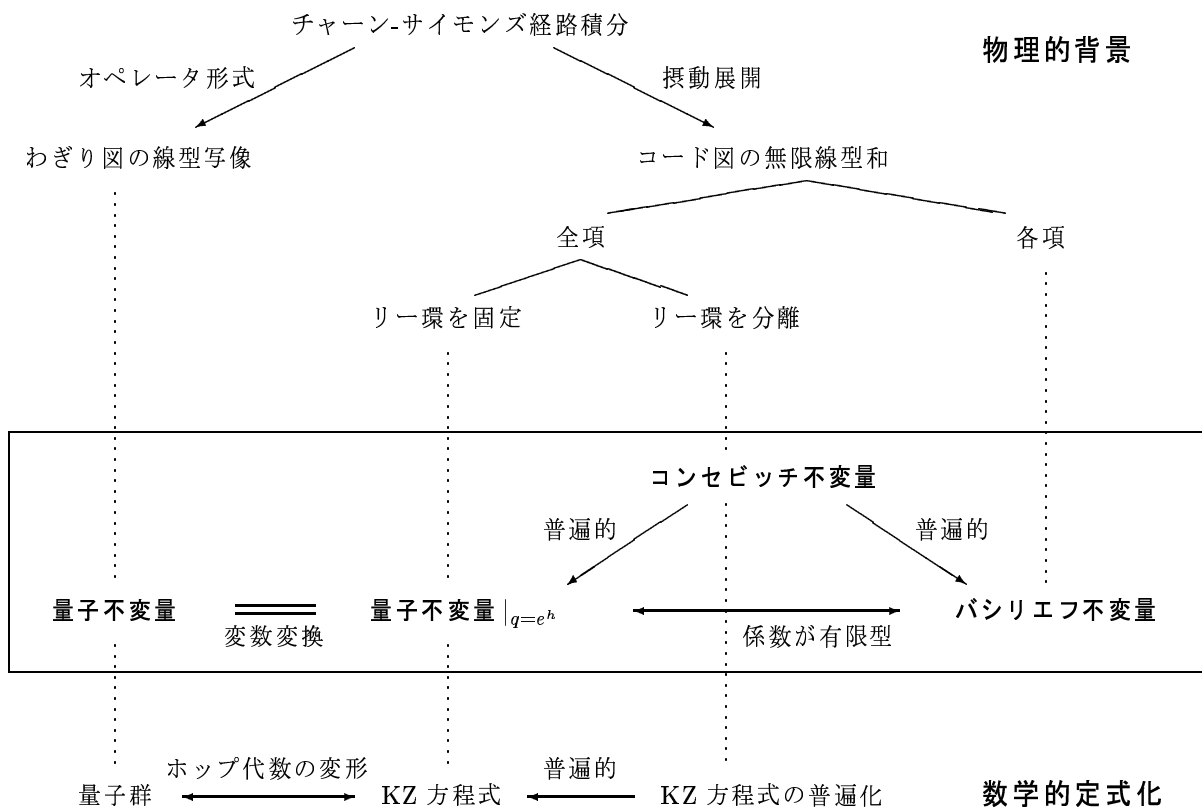 チャーン-サイモンズ経路積分
物理的背景
オペレータ形式
摂動展開
わぎり図の線型写像
コード図の無限線型和
全項
各項
リー環を固定
リー環を分離
コンセビッチ不変量
普遍的
普遍的
量子不変量
量子不変量|q=e^h
バシリエフ不変量
変数変換
係数が有限型
ホップ代数の変形
普遍的
量子群
KZ 方程式
KZ 方程式の普遍化
数学的定式化